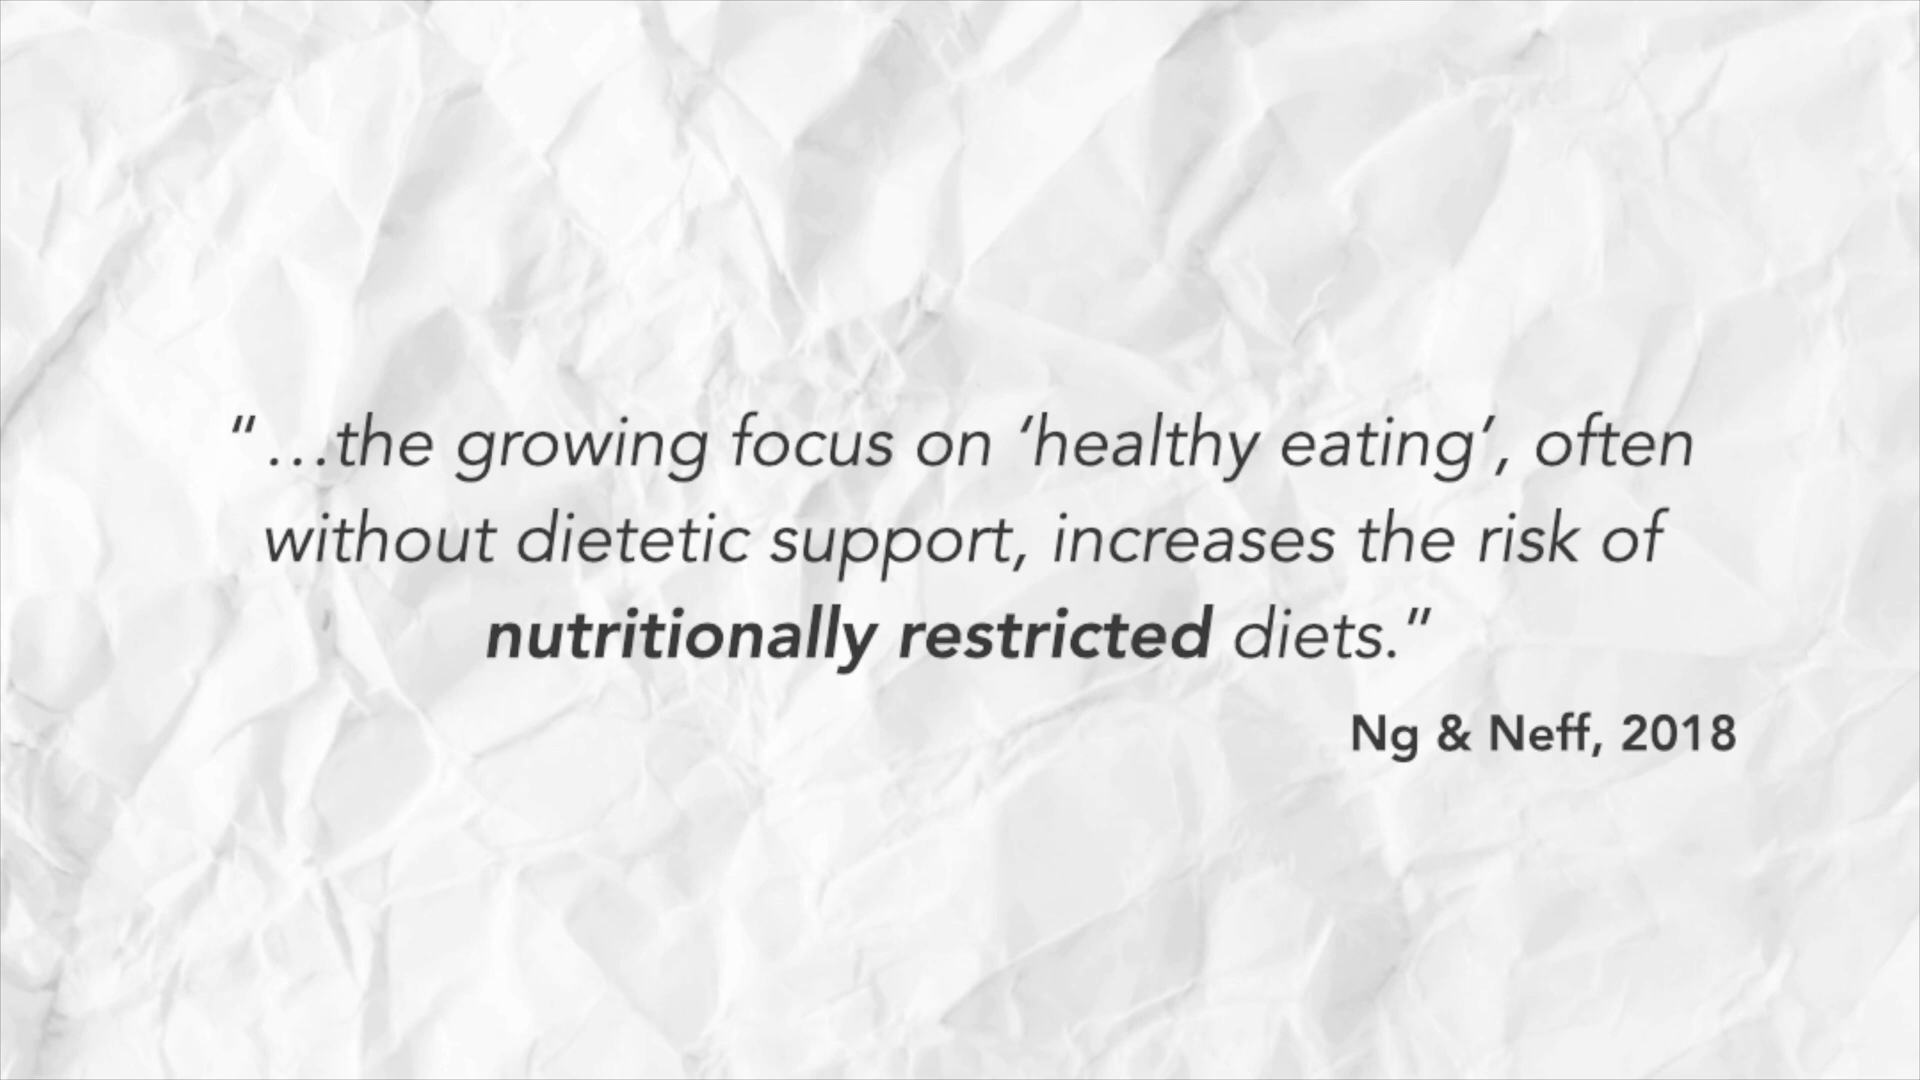 “…the growing focus on ‘healthy eating’, often
without dietetic support, increases the risk of
nutritionally restricted diets.”
Ng & Neff, 2018